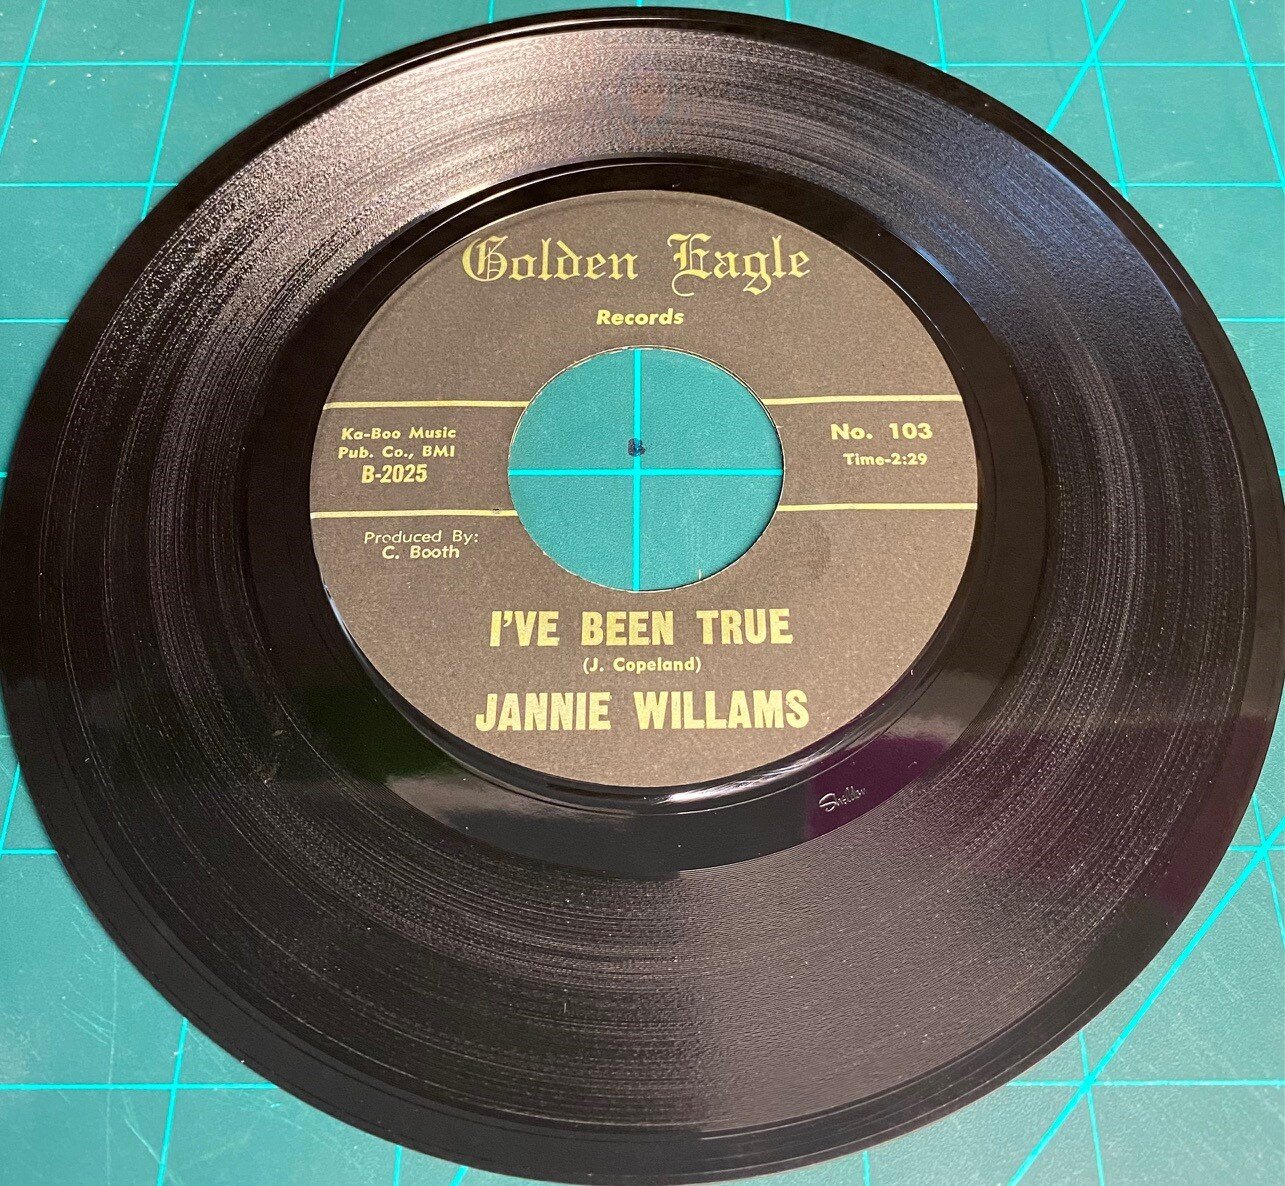 Golden Eagle
Records
Ka-Boo Music
Pub. Co., BMI
B-2025
No. 103
Time-2:29
Produced By:
C. Booth
I'VE BEEN TRUE
(J. Copeland)
JANNIE WILLAMS
Shelby